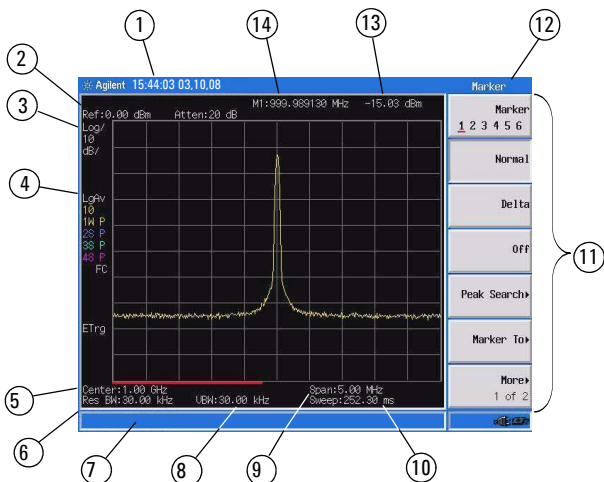 1
14
13
12
2
3
4
5
6
7
8
9
10
11
Agilent 15:44:03 03,10,08
Marker
M1:999.989130 MHz -15.03 dBm
Ref:0.00 dBm Atten:20 dB
Log/
10
dB/
LgAv
10
1W P
2S P
3S P
4S P
FC
ETrg
Center:1.00 GHz Span:5.00 MHz
Res BW:30.00 kHz VBW:30.00 kHz Sweep:252.30 ms
Marker
1 2 3 4 5 6
Normal
Delta
Off
Peak Search
Marker To
More
1 of 2